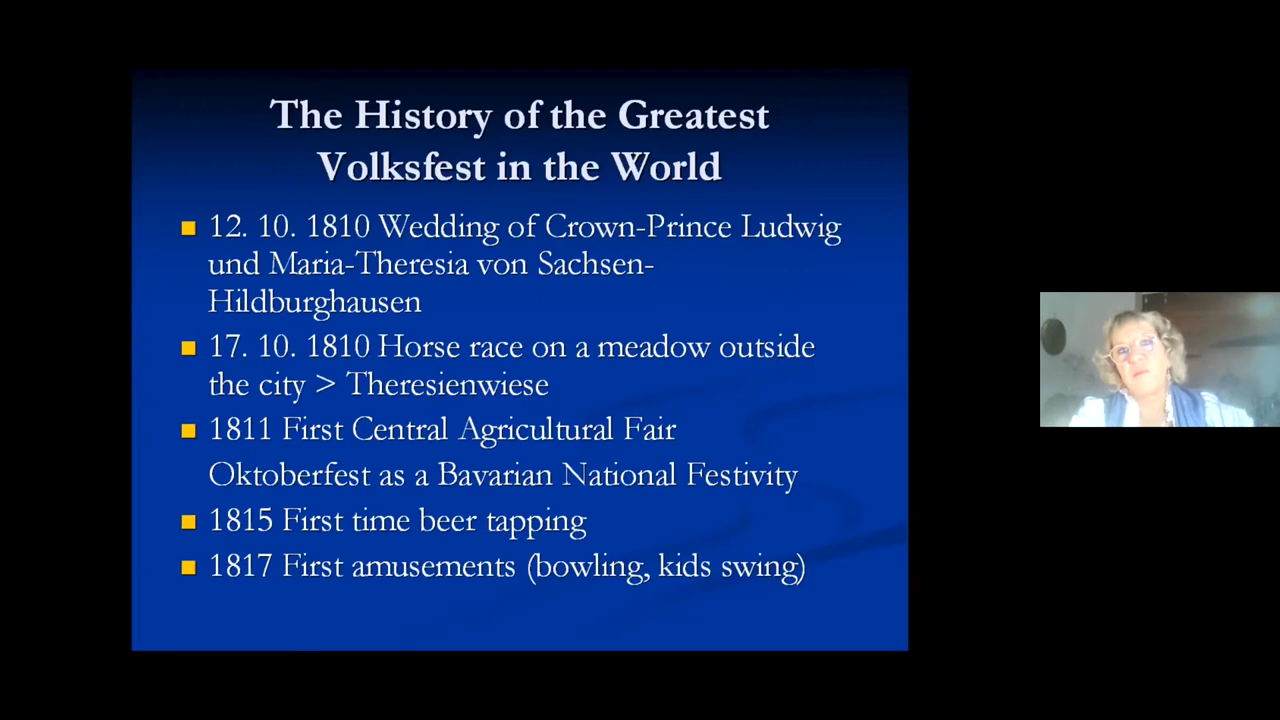 The History of the Greatest
Volksfest in the World
12. 10. 1810 Wedding of Crown-Prince Ludwig
und Maria-Theresia von Sachsen-
Hildburghausen
17. 10. 1810 Horse race on a meadow outside
the city > Theresienwiese
1811 First Central Agricultural Fair
Oktoberfest as a Bavarian National Festivity
1815 First time beer tapping
1817 First amusements (bowling, kids swing)